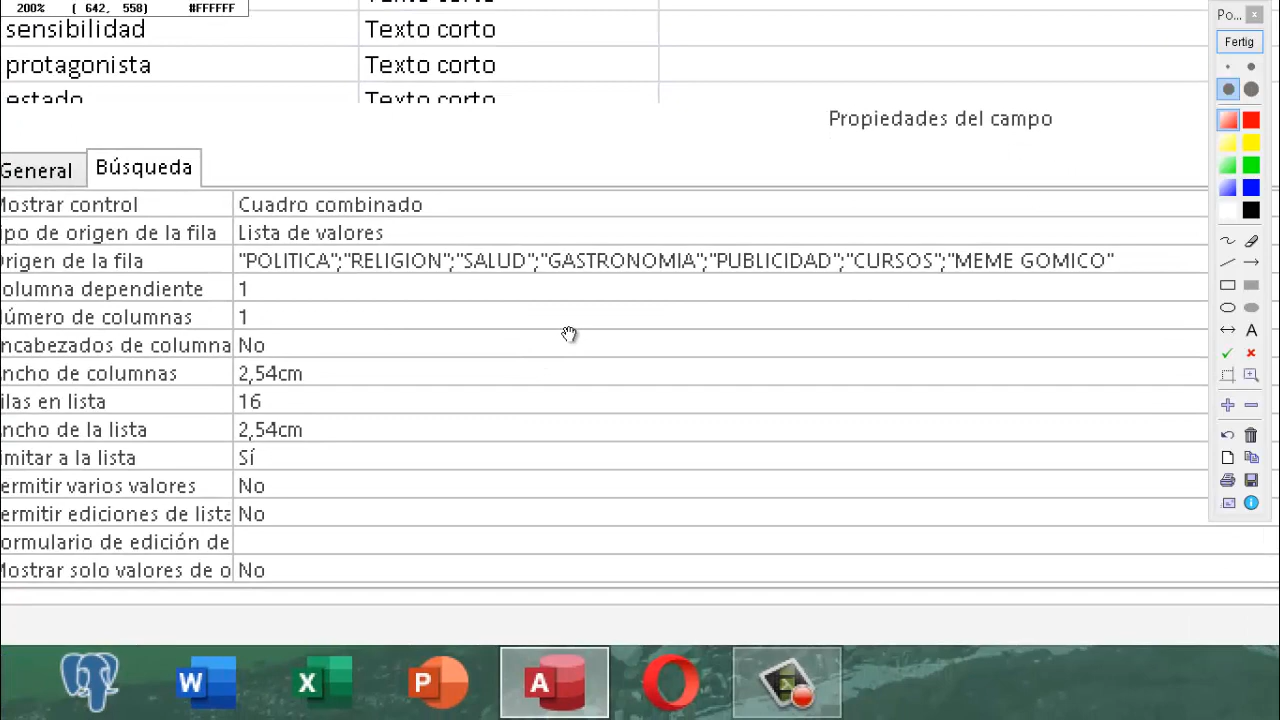 200% ( 642, 558) #FFFFFF
Po...
Fertig
sensibilidad Texto corto
protagonista Texto corto
estado Texto corto
Propiedades del campo
General Búsqueda
Mostrar control Cuadro combinado
ipo de origen de la fila Lista de valores
rigen de la fila "POLITICA";"RELIGION";"SALUD";"GASTRONOMIA";"PUBLICIDAD";"CURSOS";"MEME GOMICO"
olumna dependiente 1
úmero de columnas 1
ncabezados de columna No
ncho de columnas 2,54cm
ilas en lista 16
ncho de la lista 2,54cm
imitar a la lista Sí
ermitir varios valores No
ermitir ediciones de lista No
ormulario de edición de
Mostrar solo valores de o No
A
W X P A